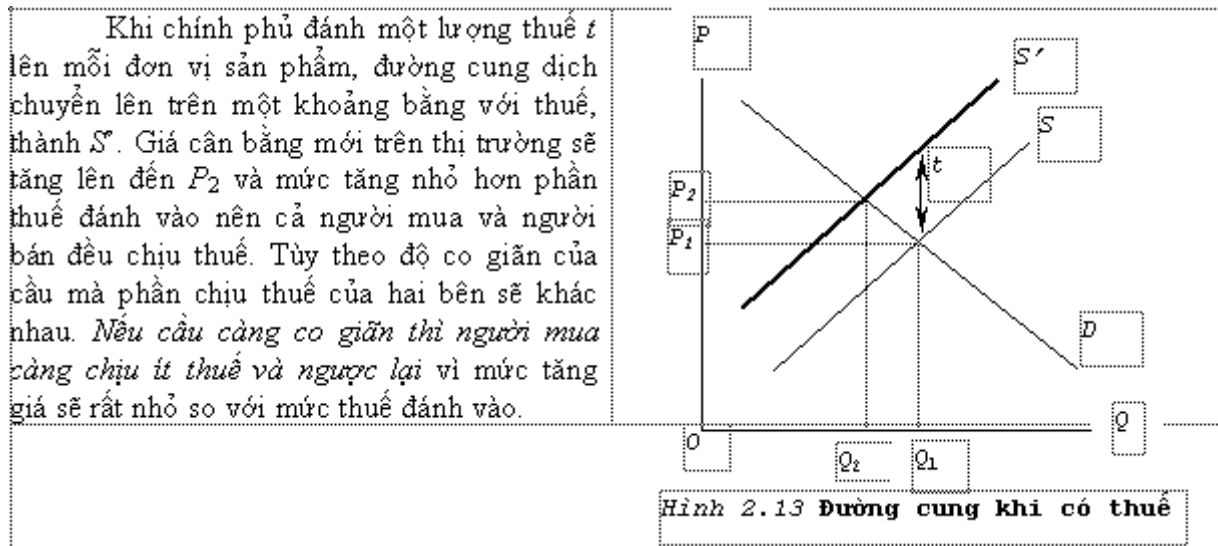 Khi chính phủ đánh một lượng thuế t
lên mỗi đơn vị sản phẩm, đường cung dịch
chuyển lên trên một khoảng bằng với thuế,
thành S'. Giá cân bằng mới trên thị trường sẽ
tăng lên đến P2 và mức tăng nhỏ hơn phần
thuế đánh vào nên cả người mua và người
bán đều chịu thuế. Tùy theo độ co giãn của
cầu mà phần chịu thuế của hai bên sẽ khác
nhau. Nếu cầu càng co giãn thì người mua
càng chịu ít thuế và ngược lại vì mức tăng
giá sẽ rất nhỏ so với mức thuế đánh vào.
P
S'
S
t
P2
P1
D
Q
O
Q2
Q1
Hình 2.13 Đường cung khi có thuế